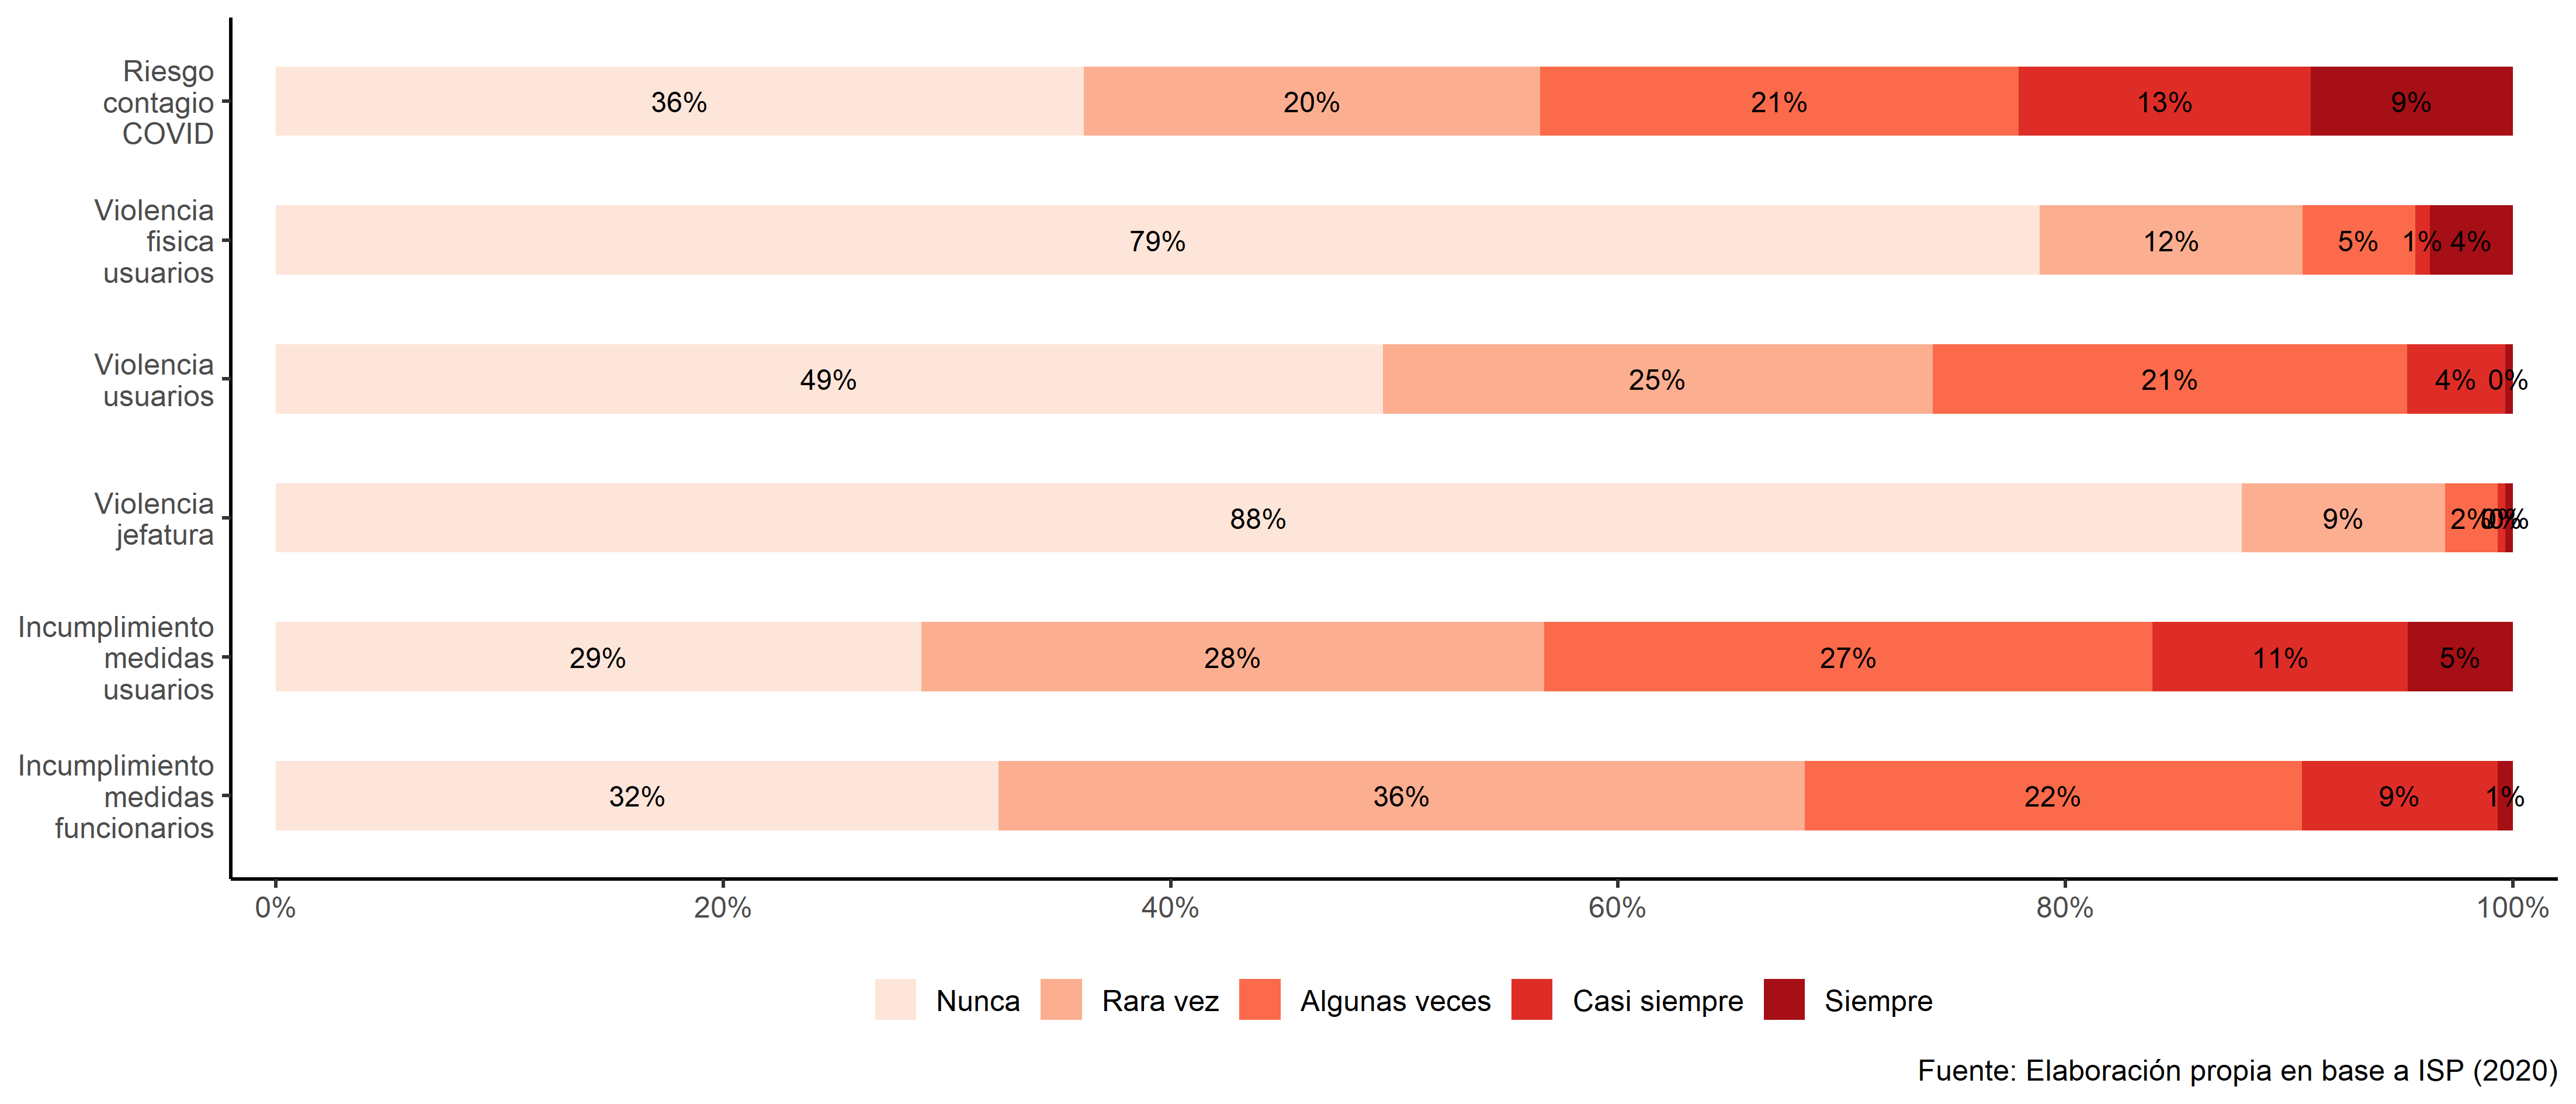 Riesgo
contagio
COVID
36% 20% 21% 13% 9%
Violencia
fisica
usuarios
79% 12% 5% 1% 4%
Violencia
usuarios
49% 25% 21% 4% 0%
Violencia
jefatura
88% 9% 2% 0% 0%
Incumplimiento
medidas
usuarios
29% 28% 27% 11% 5%
Incumplimiento
medidas
funcionarios
32% 36% 22% 9% 1%
0% 20% 40% 60% 80% 100%
Nunca Rara vez Algunas veces Casi siempre Siempre
Fuente: Elaboración propia en base a ISP (2020)